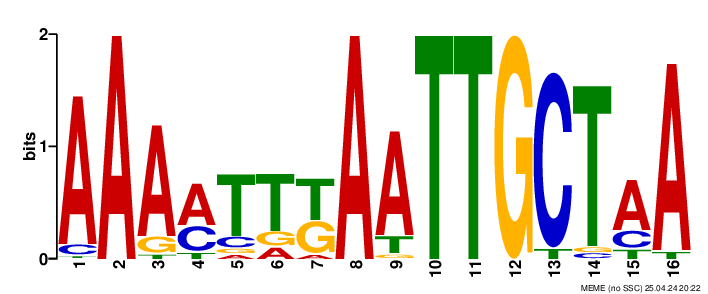 2
1
0
bits
A A A A T T T A A T T G C T A A
C G C C G G T G C
T T T G A A G G T C T T
A C
1 2 3 4 5 6 7 8 9 10 11 12 13 14 15 16
MEME (no SSC) 25.04.24 20:22